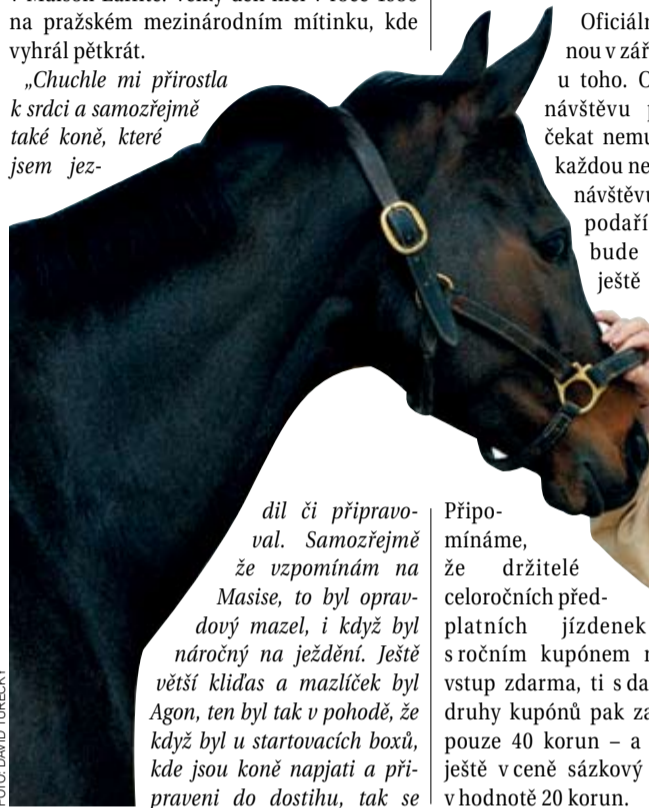 na pražském mezinárodním mítinku, kde
vyhrál pětkrát.
„Chuchle mi přirostla
k srdci a samozřejmě
také koně, které
jsem jez-
dil či připravo-
val. Samozřejmě
že vzpomínám na
Masise, to byl oprav-
dový mazel, i když byl
náročný na ježdění. Ještě
větší kliďas a mazlíček byl
Agon, ten byl tak v pohodě, že
když byl u startovacích boxů,
kde jsou koně napjati a při-
praveni do dostihu, tak se
nou v zář
u toho. O
návštěvu
čekat nemu
každou ne
návštěvu
podaří
bude
ještě
Připo-
mínáme,
že držitelé
celoročních před-
platních jízdenek
s ročním kupónem
vstup zdarma, ti s da
druhy kupónů pak za
pouze 40 korun – a
ještě v ceně sázkový
v hodnotě 20 korun.
FOTO: DAVID TURECKÝ